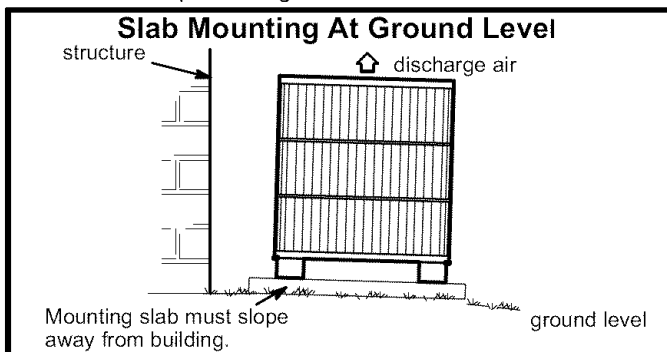 Slab Mounting At Ground Level
structure
discharge air
Mounting slab must slope
away from building.
ground level